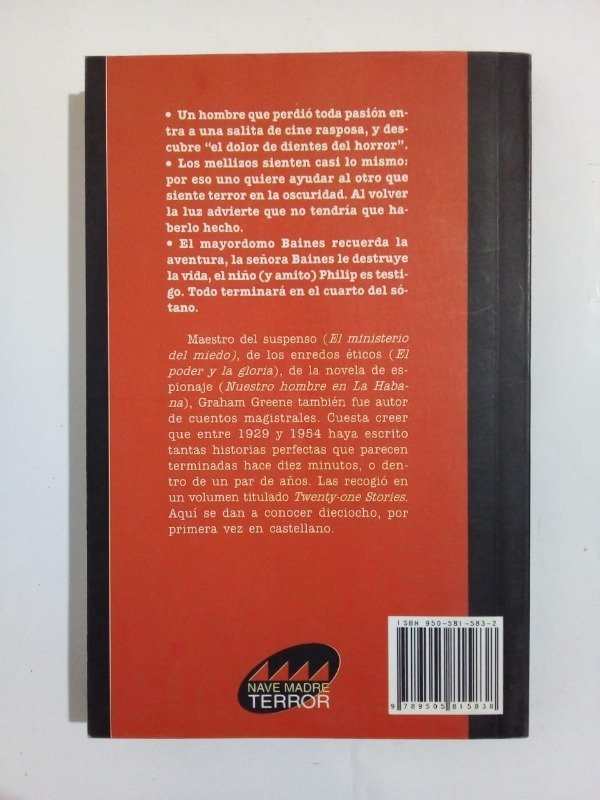 • Un hombre que perdió toda pasión en-
tra a una salita de cine rasposa, y des-
cubre "el dolor de dientes del horror".
• Los mellizos sienten casi lo mismo:
por eso uno quiere ayudar al otro que
siente terror en la oscuridad. Al volver
la luz advierte que no tendría que ha-
berlo hecho.
• El mayordomo Baines recuerda la
aventura, la señora Baines le destruye
la vida, el niño (y amito) Philip es testi-
go. Todo terminará en el cuarto del só-
tano.
Maestro del suspenso (El ministerio
del miedo), de los enredos éticos (El
poder y la gloria), de la novela de es-
pionaje (Nuestro hombre en La Haba-
na), Graham Greene también fue autor
de cuentos magistrales. Cuesta creer
que entre 1929 y 1954 haya escrito
tantas historias perfectas que parecen
terminadas hace diez minutos, o den-
tro de un par de años. Las recogió en
un volumen titulado Twenty-one Stories.
Aquí se dan a conocer dieciocho, por
primera vez en castellano.
ISBN 950-581-583-2
9 789505 815838
NAVE MADRE
TERROR